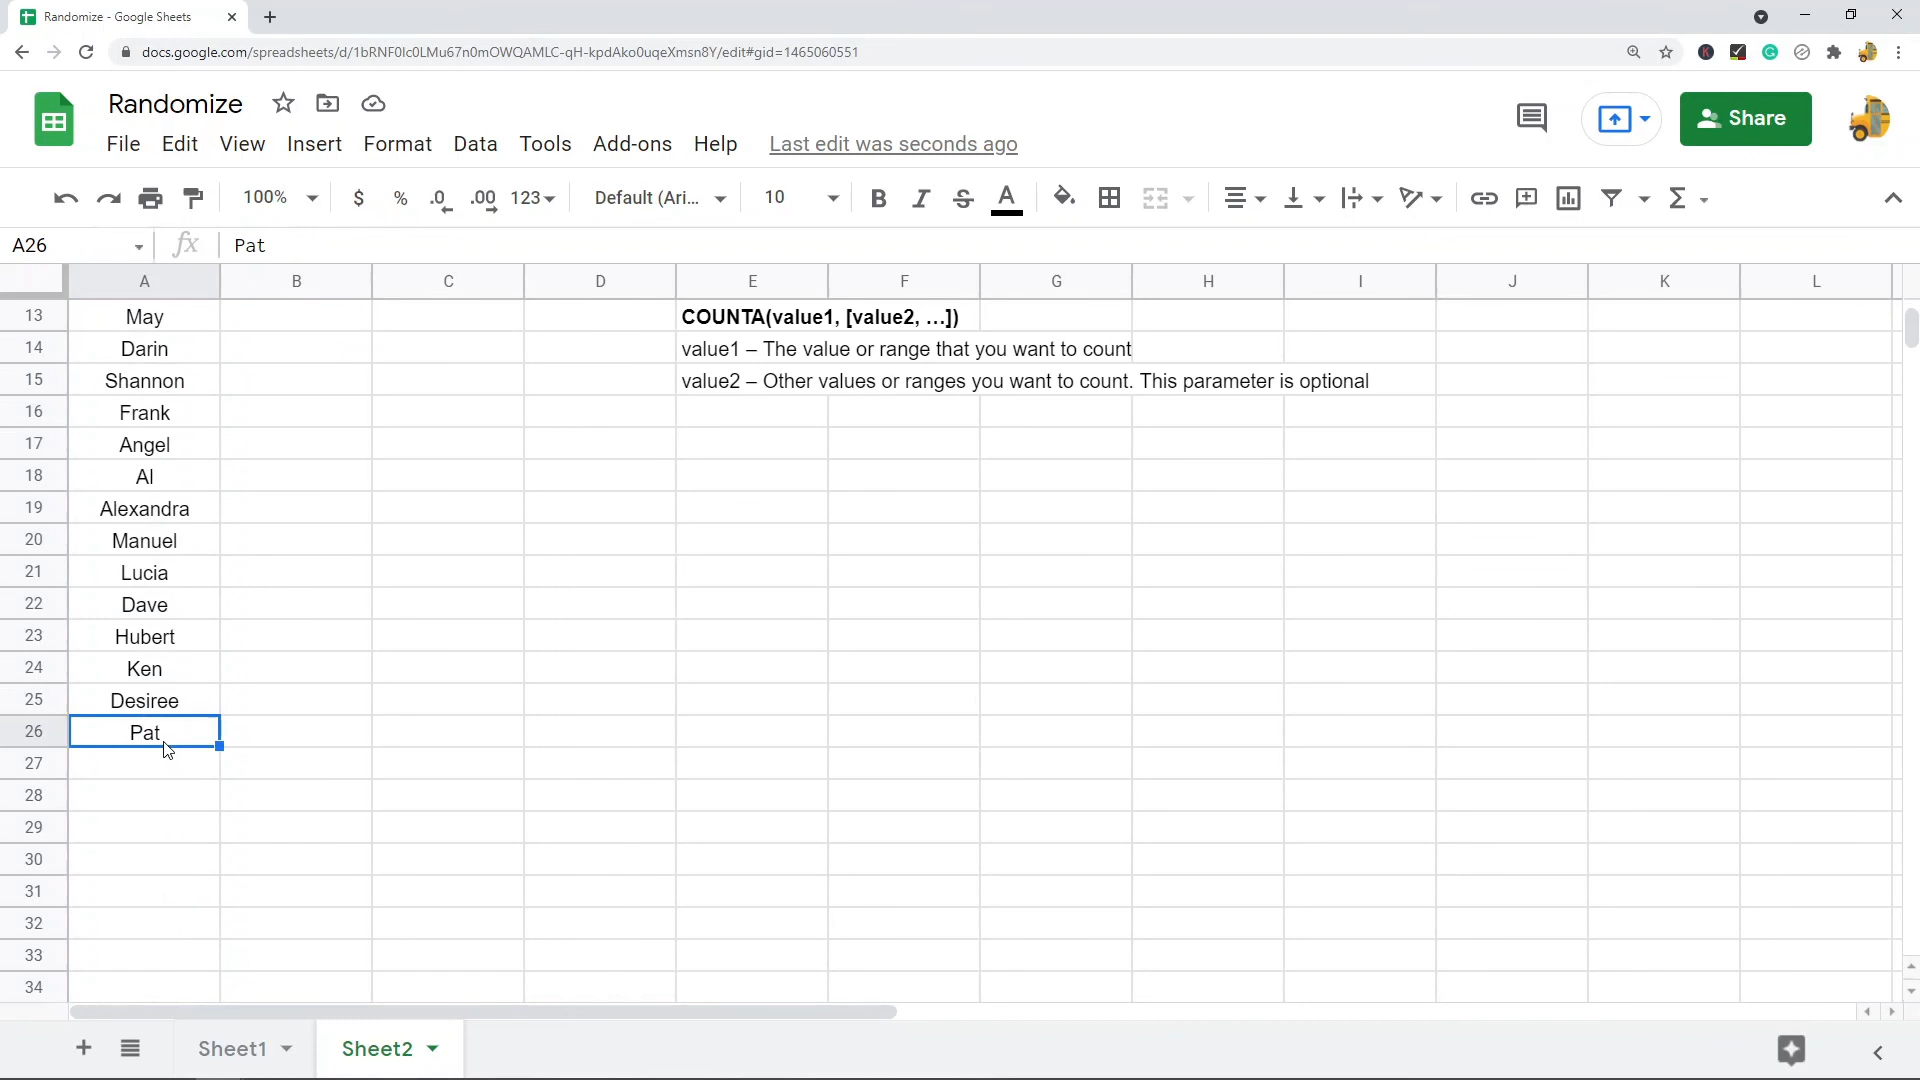 Randomize - Google Sheets
docs.google.com/spreadsheets/d/1bRNF0lc0LMu67n0mOWQAMLC-qH-kpdAko0uqeXmsn8Y/edit#gid=1465060551
Randomize
Share
File Edit View Insert Format Data Tools Add-ons Help Last edit was seconds ago
100% $ % .0 .00 123 Default (Ari... 10 B I S A Σ
A26 fx Pat
A B C D E F G H I J K L
13 May COUNTA(value1, [value2, …])
14 Darin value1 – The value or range that you want to count
15 Shannon value2 – Other values or ranges you want to count. This parameter is optional
16 Frank
17 Angel
18 Al
19 Alexandra
20 Manuel
21 Lucia
22 Dave
23 Hubert
24 Ken
25 Desiree
26 Pat
27
28
29
30
31
32
33
34
Sheet1 Sheet2